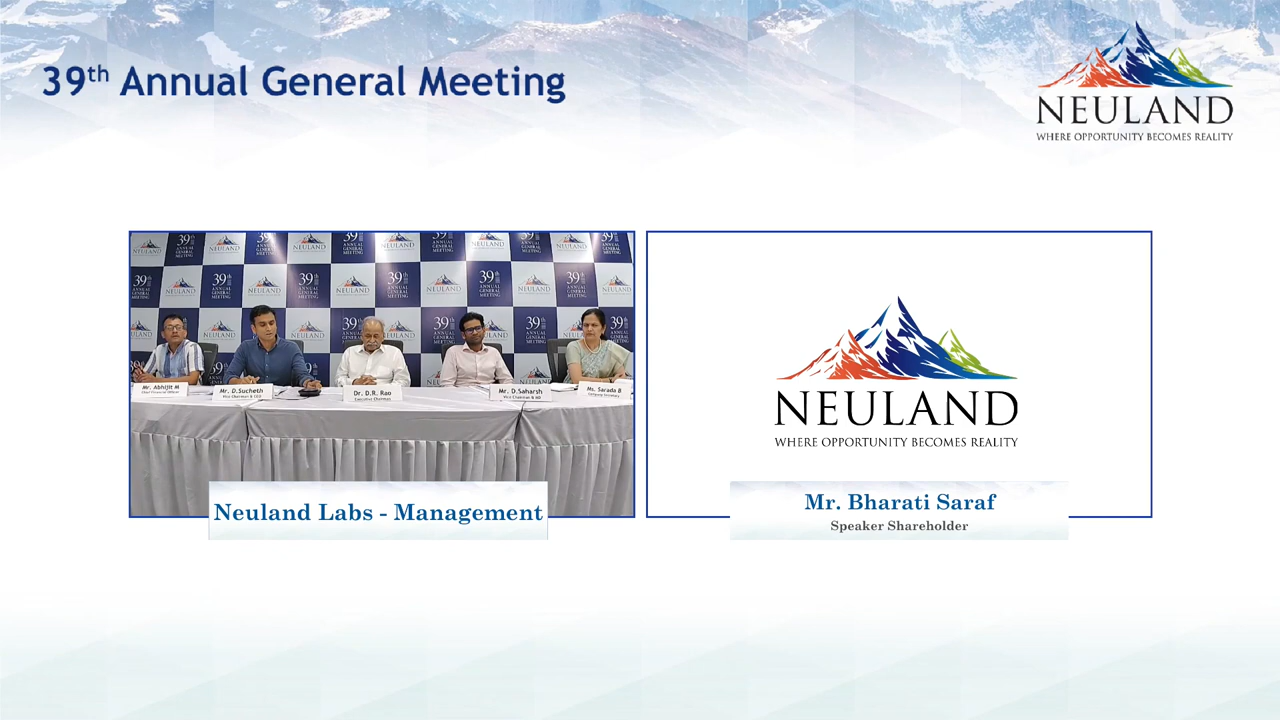 39th Annual General Meeting
NEULAND
WHERE OPPORTUNITY BECOMES REALITY
Mr. Abhijit M
Chief Financial Officer
Mr. D.Sucheth
Vice Chairman & CEO
Dr. D.R. Rao
Executive Chairman
Mr. D.Saharsh
Vice Chairman & MD
Ms. Sarada B
Company Secretary
Neuland Labs - Management
NEULAND
WHERE OPPORTUNITY BECOMES REALITY
Mr. Bharati Saraf
Speaker Shareholder